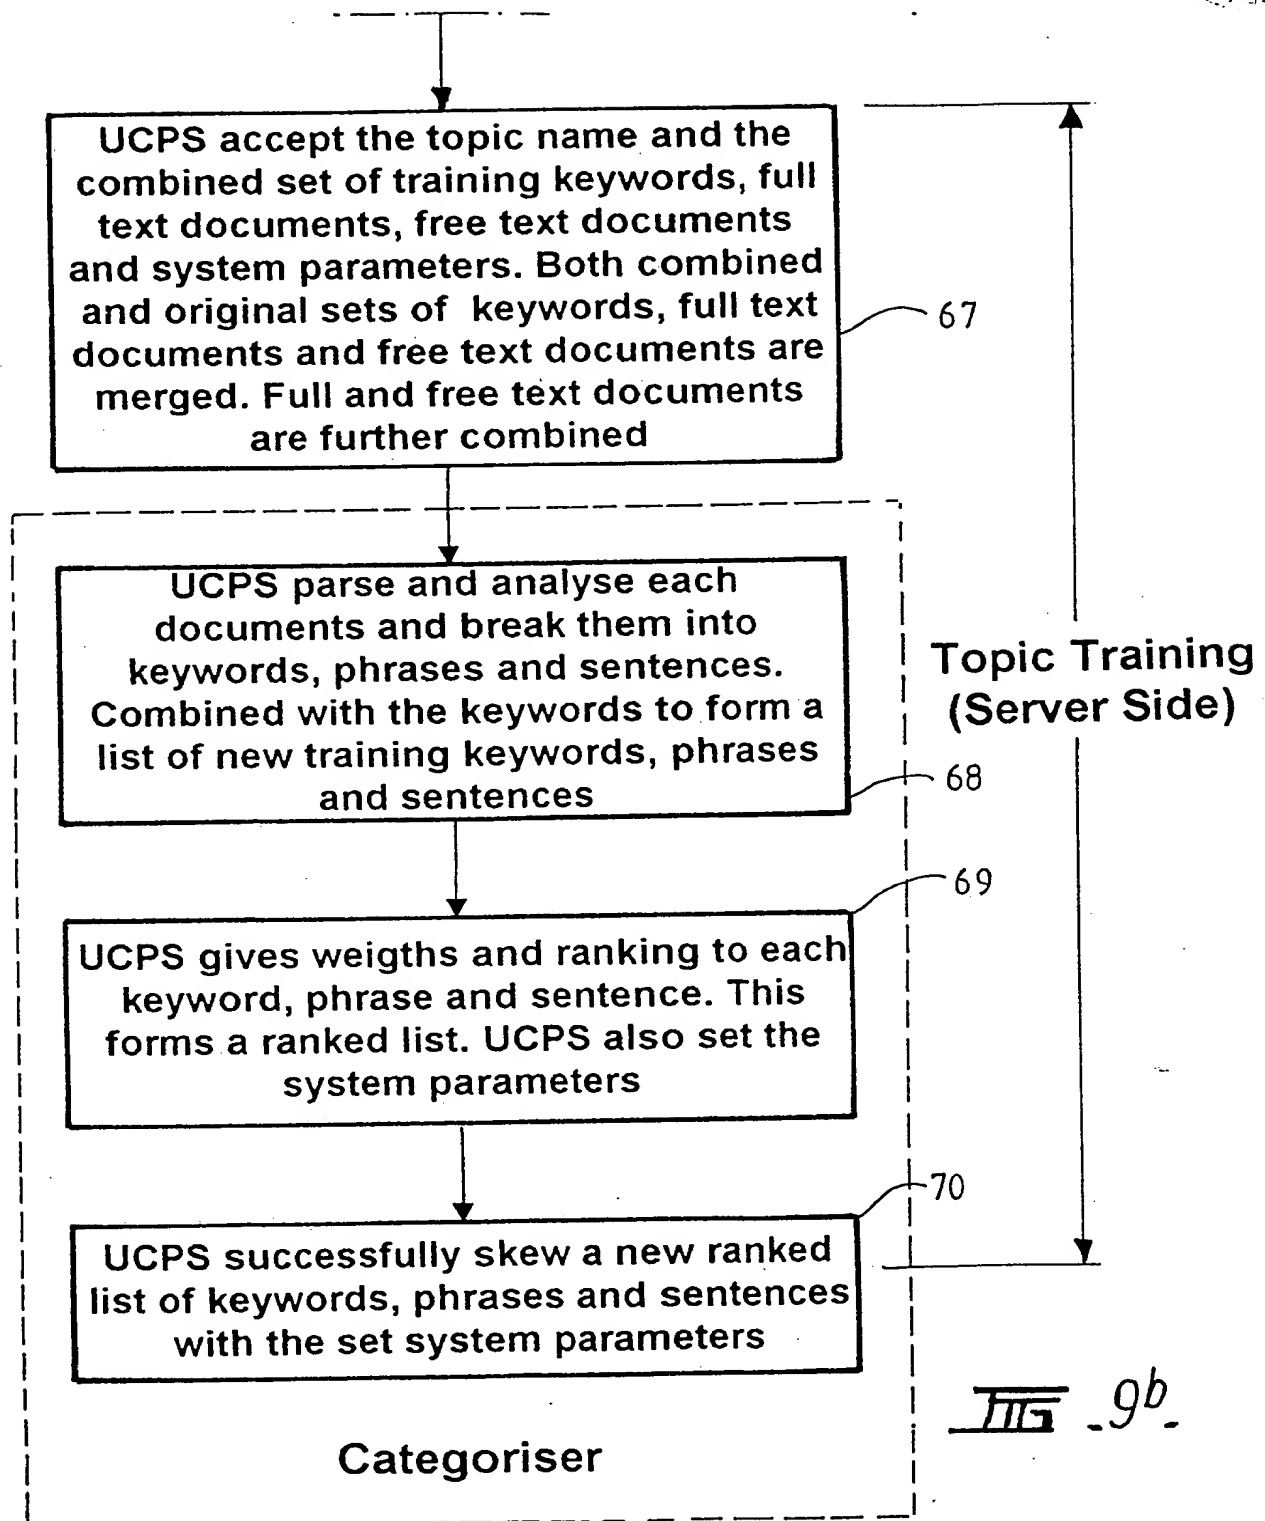 UCPS accept the topic name and the
combined set of training keywords, full
text documents, free text documents
and system parameters. Both combined
and original sets of keywords, full text
documents and free text documents are
merged. Full and free text documents
are further combined
67
UCPS parse and analyse each
documents and break them into
keywords, phrases and sentences.
Combined with the keywords to form a
list of new training keywords, phrases
and sentences
68
Topic Training
(Server Side)
69
UCPS gives weigths and ranking to each
keyword, phrase and sentence. This
forms a ranked list. UCPS also set the
system parameters
70
UCPS successfully skew a new ranked
list of keywords, phrases and sentences
with the set system parameters
Categoriser
FIG. 9b.